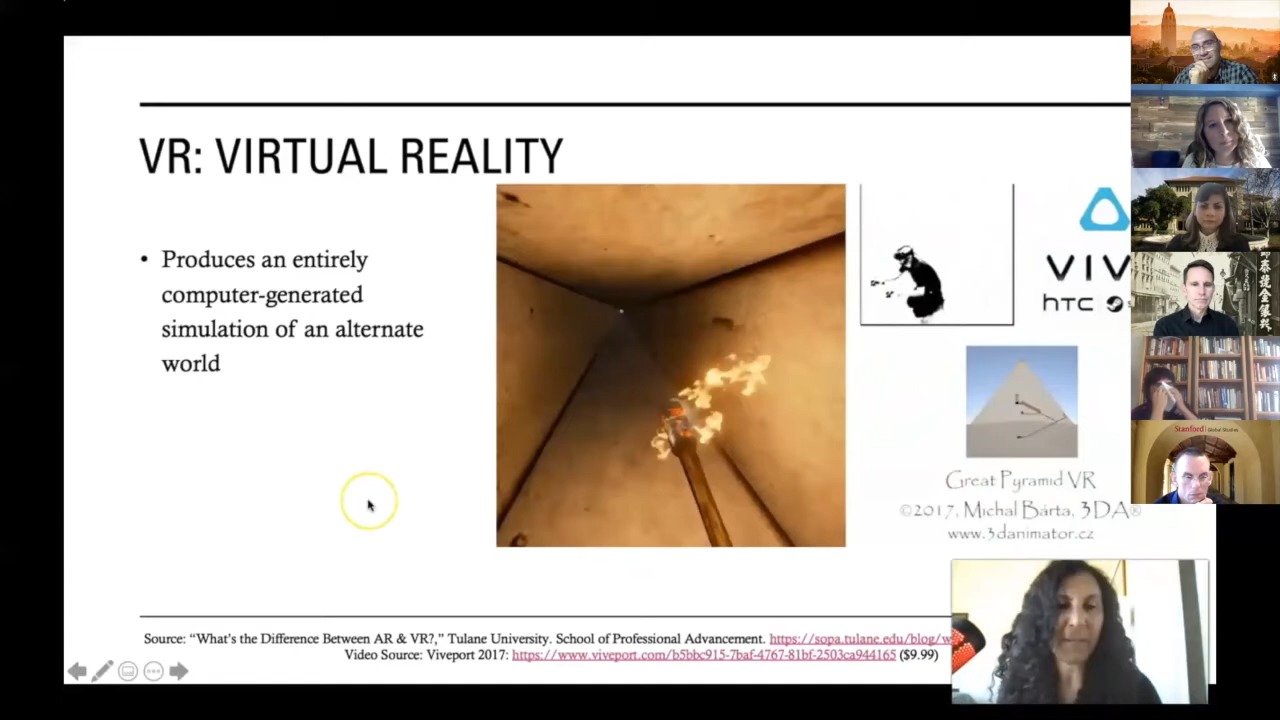 VR: VIRTUAL REALITY
• Produces an entirely
computer-generated
simulation of an alternate
world
VIV
htc
Great Pyramid VR
©2017, Michal Bárta, 3DA®
www.3danimator.cz
Source: “What's the Difference Between AR & VR?,” Tulane University. School of Professional Advancement. https://sopa.tulane.edu/blog/w
Video Source: Viveport 2017: https://www.viveport.com/b5bbc915-7baf-4767-81bf-2503ca944165 ($9.99)
Stanford | Global Studies